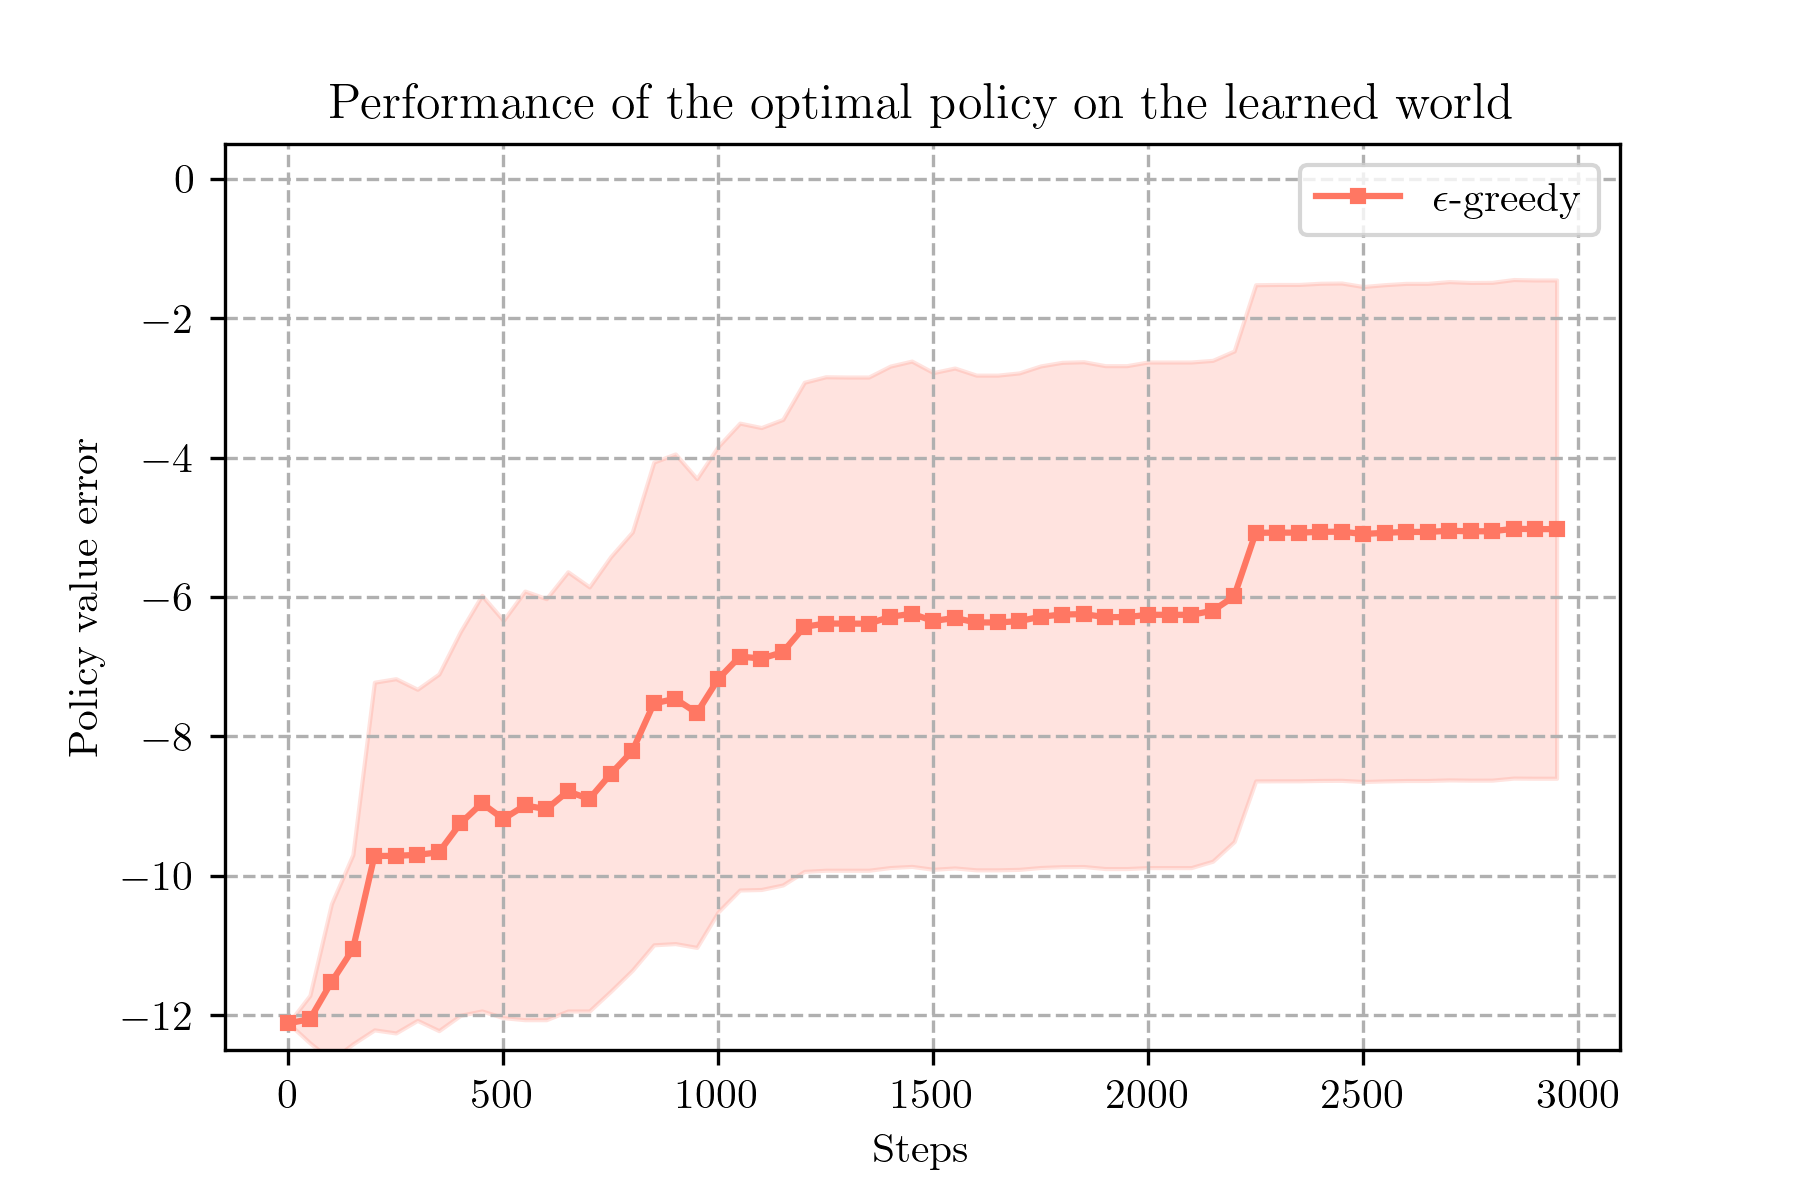 Performance of the optimal policy on the learned world
ϵ-greedy
Policy value error
0
−2
−4
−6
−8
−10
−12
0 500 1000 1500 2000 2500 3000
Steps